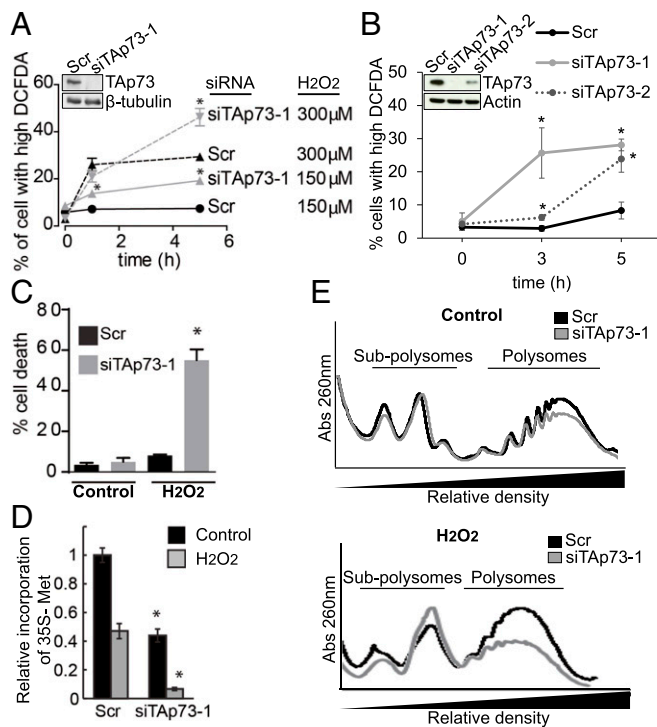 A
Scr
siTAp73-1
TAp73
β-tubulin
siRNA
H2O2
siTAp73-1 300µM
Scr 300µM
siTAp73-1 150µM
Scr 150µM
% of cell with high DCFDA
60
40
20
0
0 2 4 6
time (h)
*
*
*
B
Scr
siTAp73-1
siTAp73-2
TAp73
Actin
Scr
siTAp73-1
siTAp73-2
% cells with high DCFDA
50
40
30
20
10
0
0 3 5
time (h)
*
*
*
*
C
Scr
siTAp73-1
% cell death
80
60
40
20
0
*
Control H2O2
D
Control
H2O2
Relative incorporation
of 35S- Met
1
0.8
0.6
0.4
0.2
0
*
*
Scr siTAp73-1
E
Control
Scr
siTAp73-1
Sub-polysomes Polysomes
Abs 260nm
Relative density
H2O2
Scr
siTAp73-1
Sub-polysomes Polysomes
Abs 260nm
Relative density